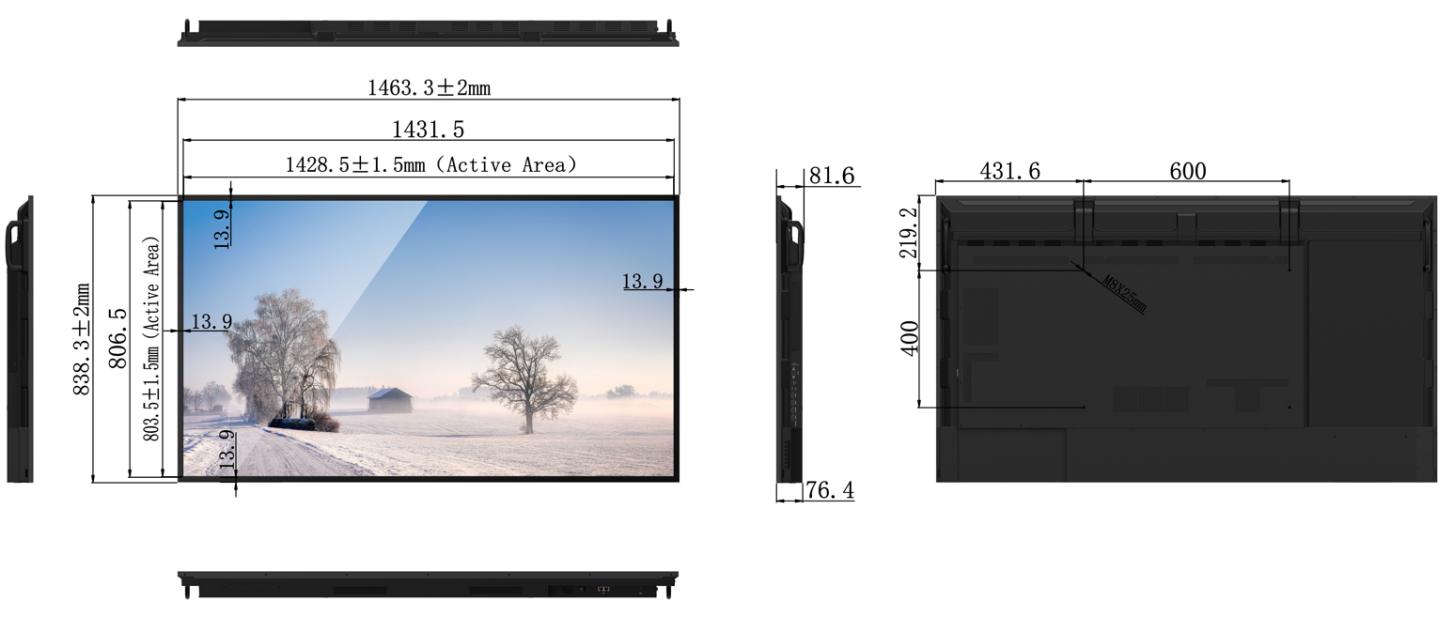 1463.3±2mm
1431.5
1428.5±1.5mm (Active Area)
13.9
13.9
13.9
13.9
838.3±2mm
806.5
803.5±1.5mm (Active Area)
81.6
76.4
431.6
600
219.2
400
M8X25mm